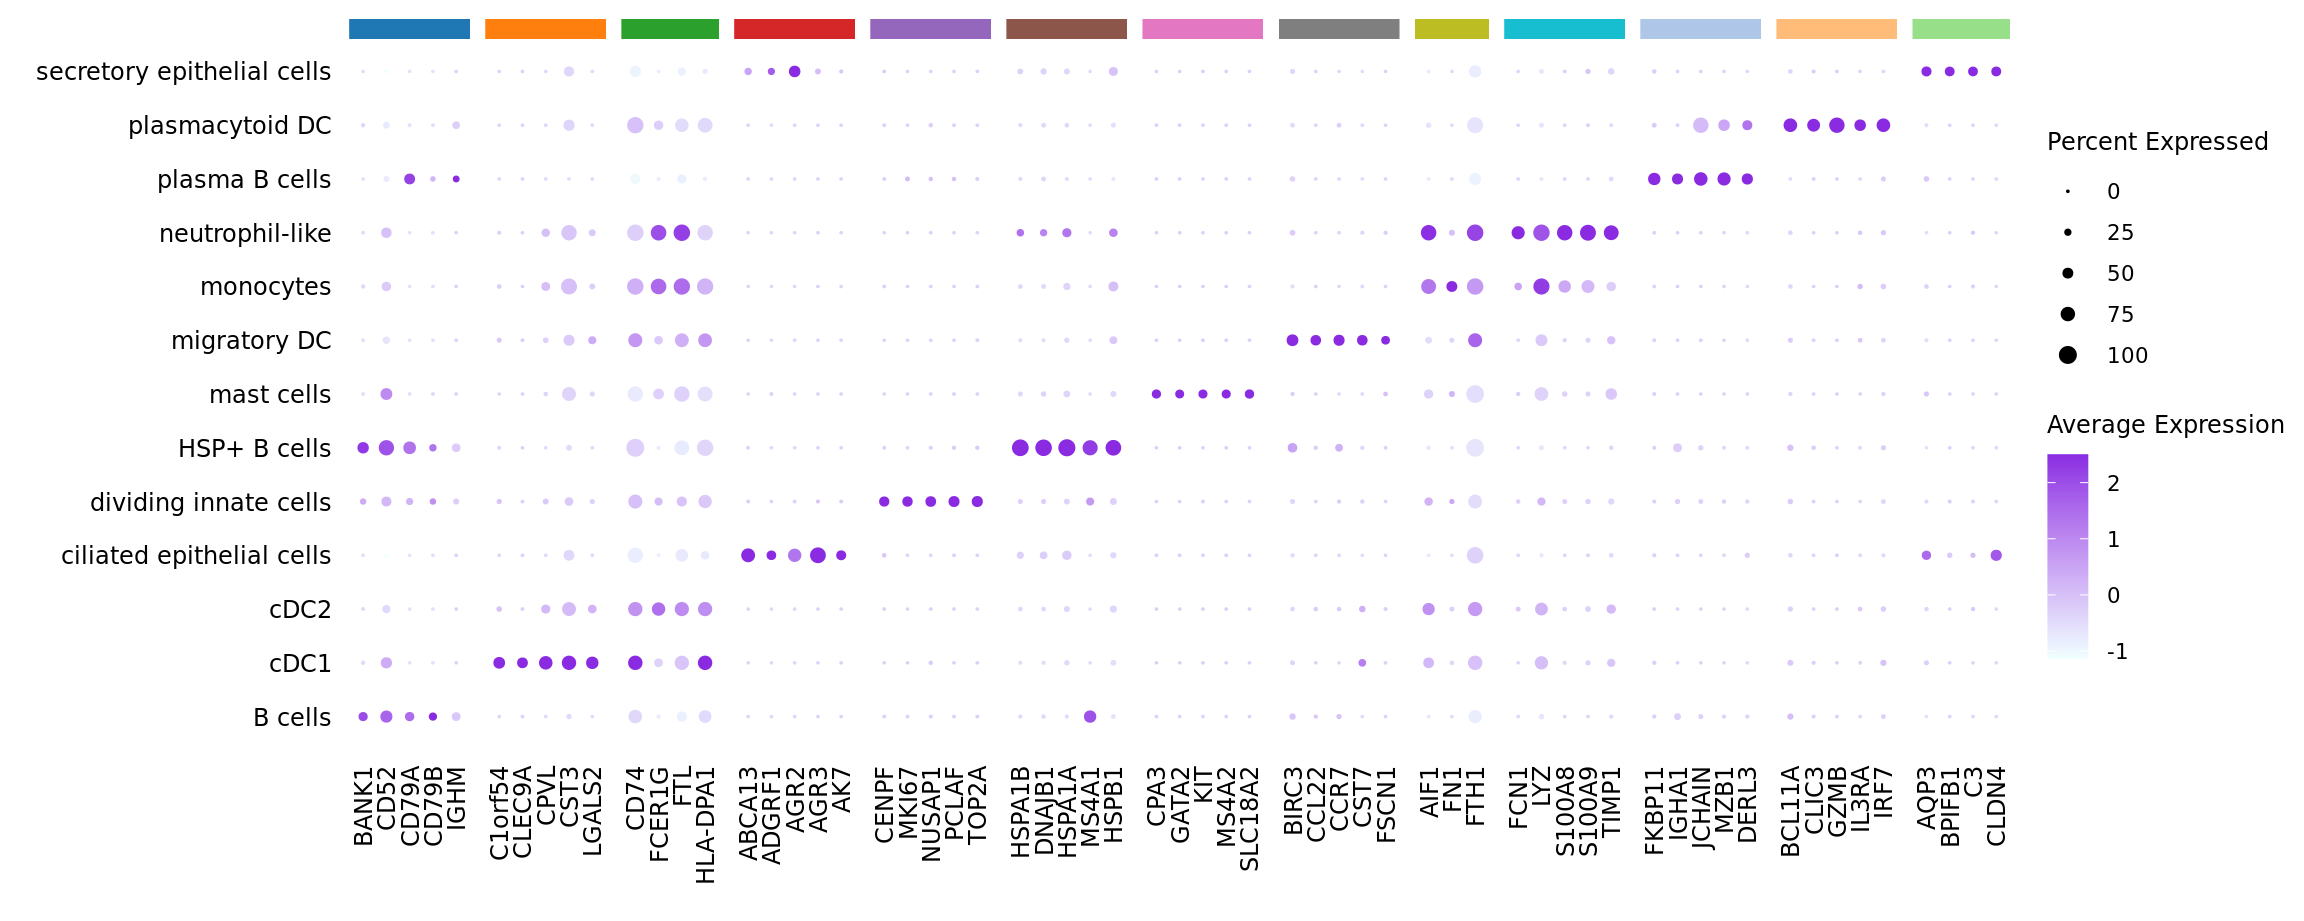 secretory epithelial cells
plasmacytoid DC
plasma B cells
neutrophil-like
monocytes
migratory DC
mast cells
HSP+ B cells
dividing innate cells
ciliated epithelial cells
cDC2
cDC1
B cells
BANK1
CD52
CD79A
CD79B
IGHM
C1orf54
CLEC9A
CPVL
CST3
LGALS2
CD74
FCER1G
FTL
HLA-DPA1
ABCA13
ADGRF1
AGR2
AGR3
AK7
CENPF
MKI67
NUSAP1
PCLAF
TOP2A
HSPA1B
DNAJB1
HSPA1A
MS4A1
HSPB1
CPA3
GATA2
KIT
MS4A2
SLC18A2
BIRC3
CCL22
CCR7
CST7
FSCN1
AIF1
FN1
FTH1
FCN1
LYZ
S100A8
S100A9
TIMP1
FKBP11
IGHA1
JCHAIN
MZB1
DERL3
BCL11A
CLIC3
GZMB
IL3RA
IRF7
AQP3
BPIFB1
C3
CLDN4
Percent Expressed
0
25
50
75
100
Average Expression
2
1
0
-1